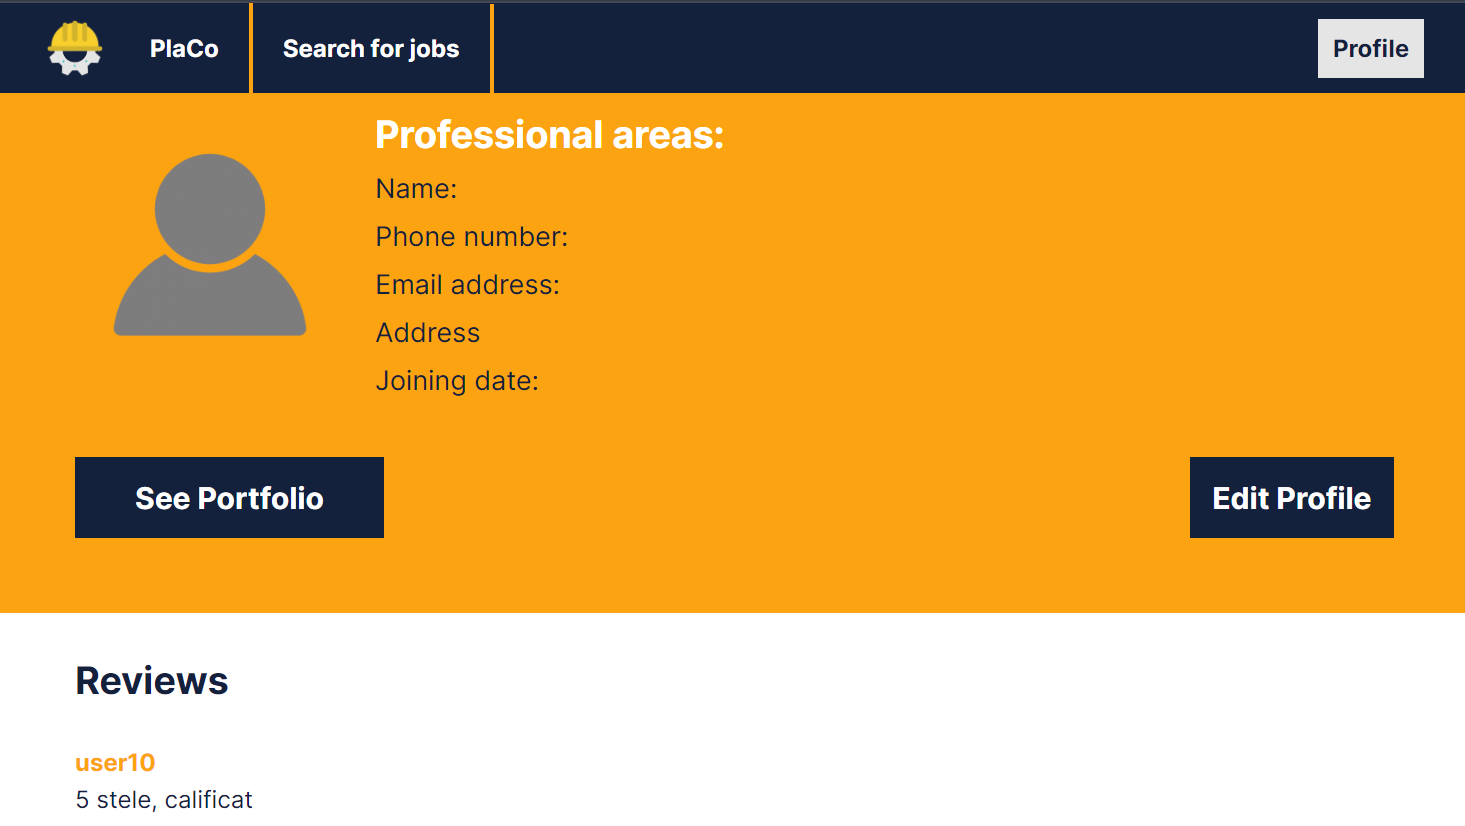 PlaCo
Search for jobs
Profile
Professional areas:
Name:
Phone number:
Email address:
Address
Joining date:
See Portfolio
Edit Profile
Reviews
user10
5 stele, calificat